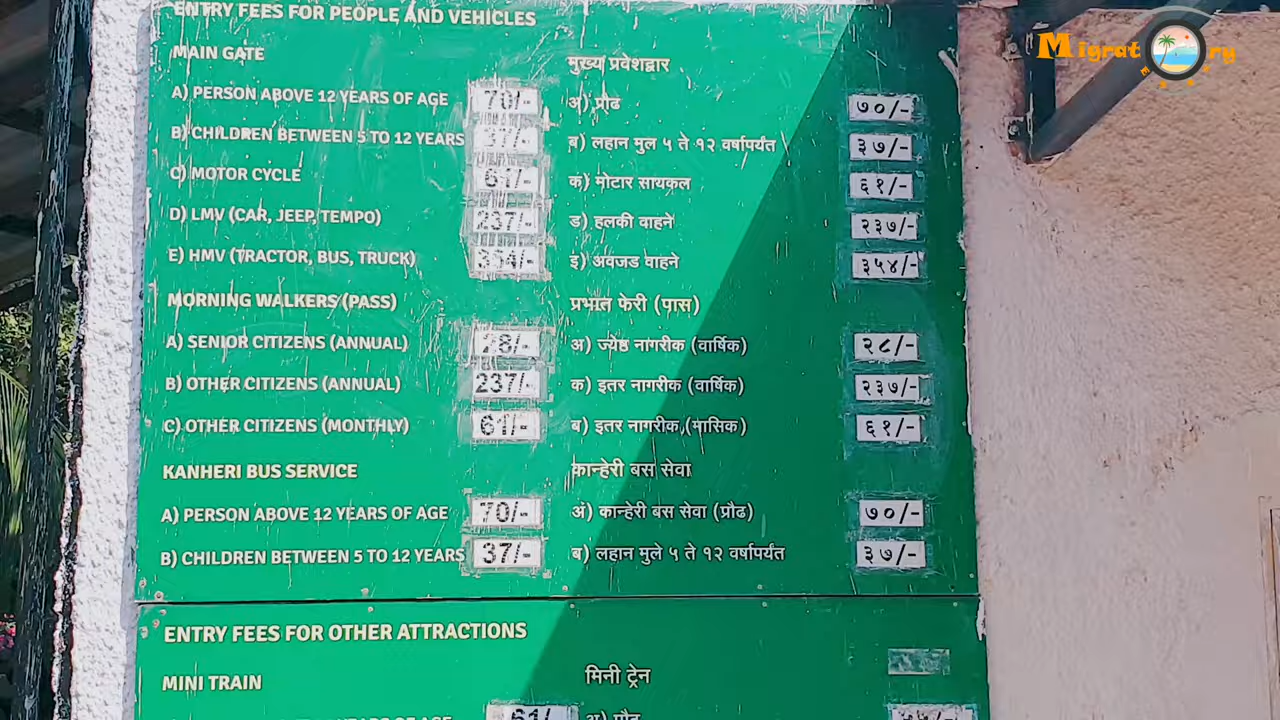 ENTRY FEES FOR PEOPLE AND VEHICLES
MAIN GATE मुख्य प्रवेशद्वार
A) PERSON ABOVE 12 YEARS OF AGE 70/- अ) प्रौढ ७०/-
B) CHILDREN BETWEEN 5 TO 12 YEARS 37/- ब) लहान मुल ५ ते १२ वर्षापर्यंत ३७/-
C) MOTOR CYCLE 61/- क) मोटार सायकल ६१/-
D) LMV (CAR, JEEP, TEMPO) 237/- ड) हलकी वाहने २३७/-
E) HMV (TRACTOR, BUS, TRUCK) 354/- इ) अवजड वाहने ३५४/-
MORNING WALKERS (PASS) प्रभात फेरी (पास)
A) SENIOR CITIZENS (ANNUAL) 28/- अ) ज्येष्ठ नागरीक (वार्षिक) २८/-
B) OTHER CITIZENS (ANNUAL) 237/- क) इतर नागरीक (वार्षिक) २३७/-
C) OTHER CITIZENS (MONTHLY) 61/- ब) इतर नागरीक (मासिक) ६१/-
KANHERI BUS SERVICE कान्हेरी बस सेवा
A) PERSON ABOVE 12 YEARS OF AGE 70/- अ) कान्हेरी बस सेवा (प्रौढ) ७०/-
B) CHILDREN BETWEEN 5 TO 12 YEARS 37/- ब) लहान मुले ५ ते १२ वर्षापर्यंत ३७/-
ENTRY FEES FOR OTHER ATTRACTIONS
MINI TRAIN मिनी ट्रेन
61/- अ) प्रौढ
Migratory